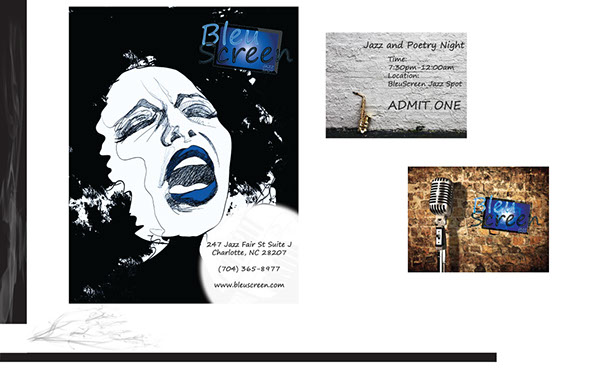 Bleu
Screen
247 Jazz Fair St Suite J
Charlotte, NC 28207
(704) 365-8977
www.bleuscreen.com
Jazz and Poetry Night
Time:
7:30pm-12:00am
Location:
BleuScreen Jazz Spot
ADMIT ONE
Bleu
Screen